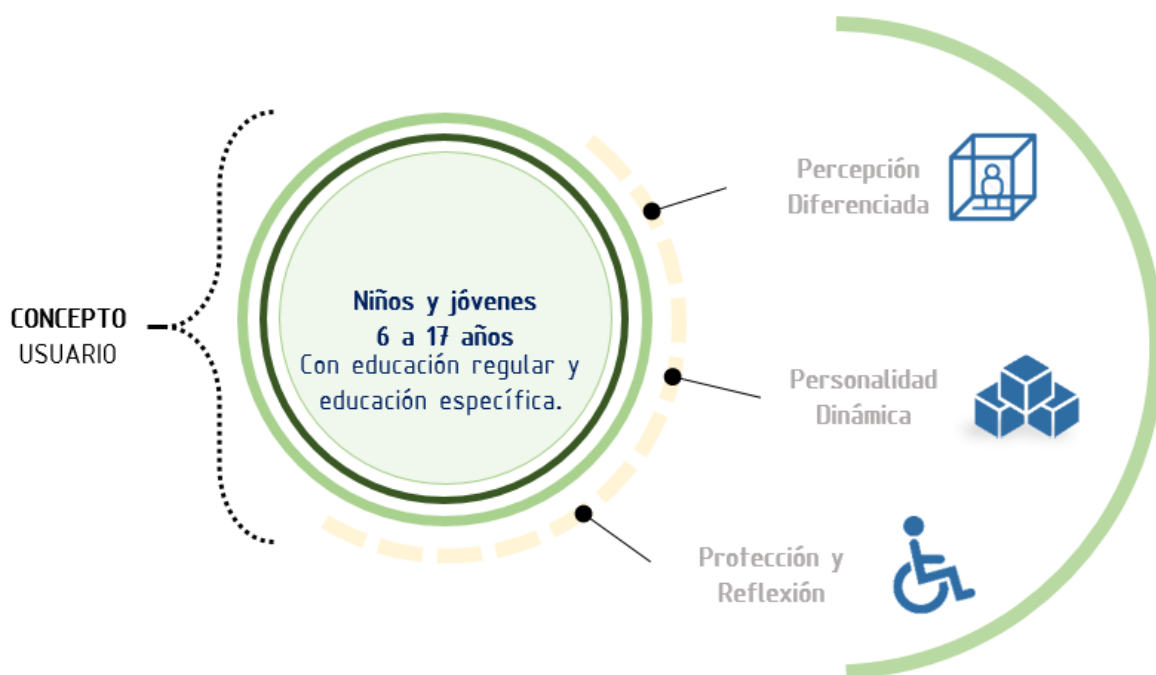 CONCEPTO
USUARIO
Niños y jóvenes
6 a 17 años
Con educación regular y
educación específica.
Percepción
Diferenciada
Personalidad
Dinámica
Protección y
Reflexión